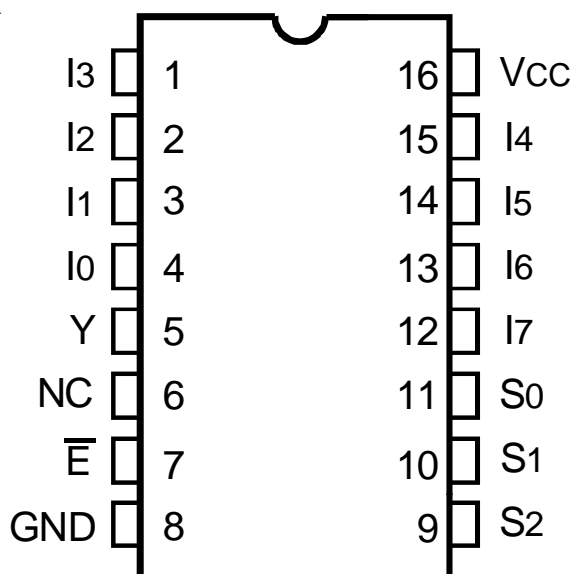 I3 1 16 VCC
I2 2 15 I4
I1 3 14 I5
I0 4 13 I6
Y 5 12 I7
NC 6 11 S0
E̅ 7 10 S1
GND 8 9 S2